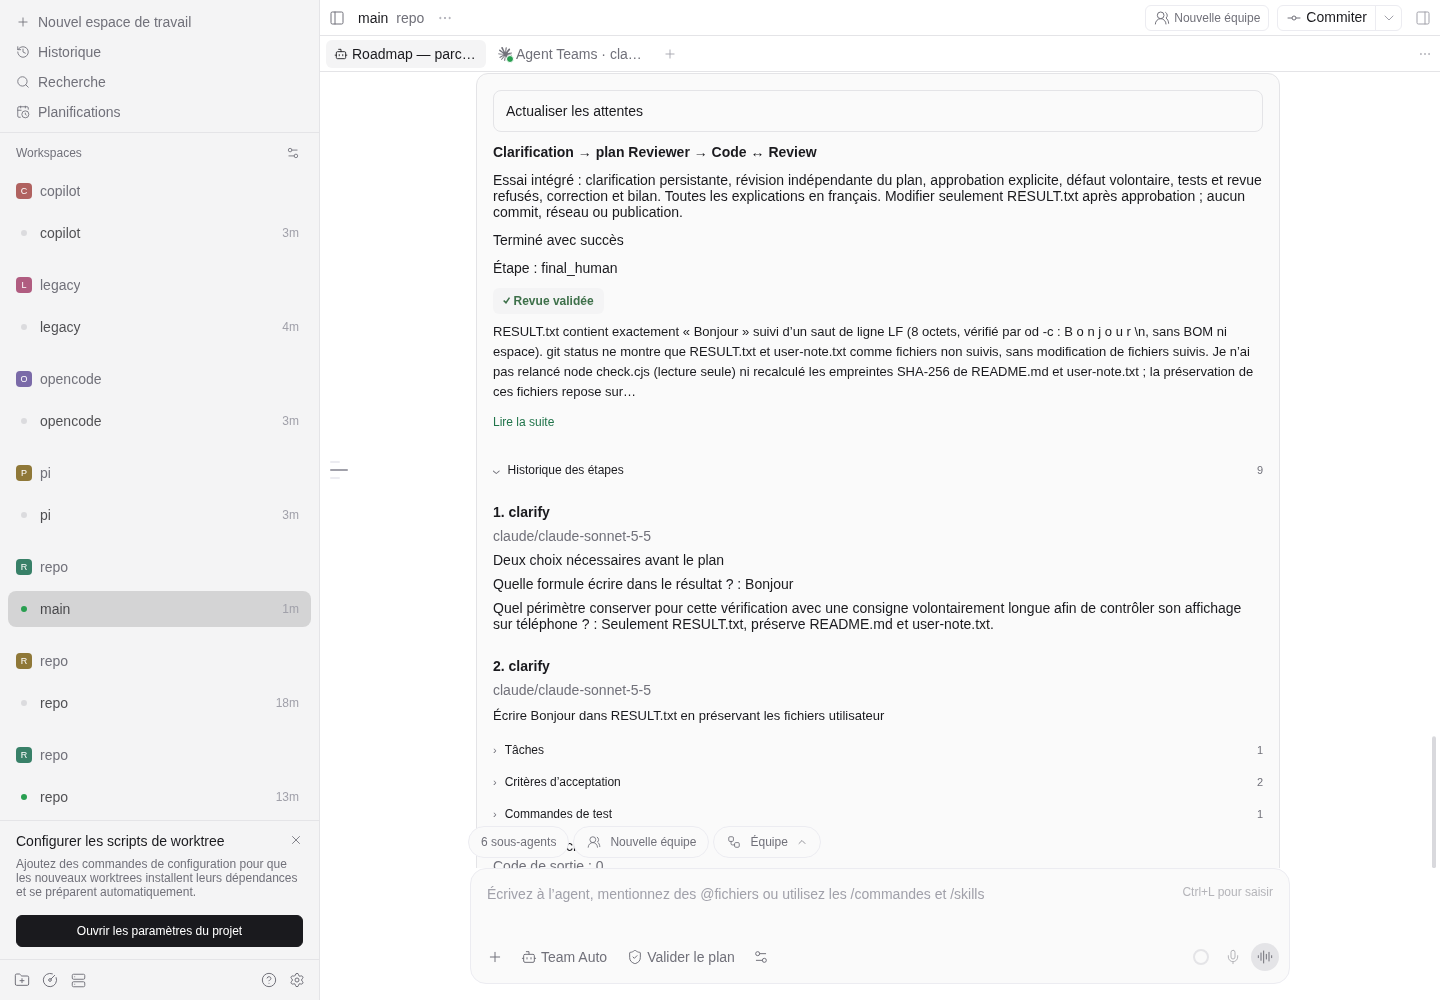 Nouvel espace de travail
Historique
Recherche
Planifications
Workspaces
C copilot
copilot 3m
L legacy
legacy 4m
O opencode
opencode 3m
P pi
pi 3m
R repo
main 1m
R repo
repo 18m
R repo
repo 13m
Configurer les scripts de worktree
Ajoutez des commandes de configuration pour que
les nouveaux worktrees installent leurs dépendances
et se préparent automatiquement.
Ouvrir les paramètres du projet
main repo
Nouvelle équipe
Commiter
Roadmap — parc…
Agent Teams · cla…
Actualiser les attentes
Clarification → plan Reviewer → Code ↔ Review
Essai intégré : clarification persistante, révision indépendante du plan, approbation explicite, défaut volontaire, tests et revue
refusés, correction et bilan. Toutes les explications en français. Modifier seulement RESULT.txt après approbation ; aucun
commit, réseau ou publication.
Terminé avec succès
Étape : final_human
Revue validée
RESULT.txt contient exactement « Bonjour » suivi d’un saut de ligne LF (8 octets, vérifié par od -c : B o n j o u r \n, sans BOM ni
espace). git status ne montre que RESULT.txt et user-note.txt comme fichiers non suivis, sans modification de fichiers suivis. Je n’ai
pas relancé node check.cjs (lecture seule) ni recalculé les empreintes SHA-256 de README.md et user-note.txt ; la préservation de
ces fichiers repose sur…
Lire la suite
Historique des étapes 9
1. clarify
claude/claude-sonnet-5-5
Deux choix nécessaires avant le plan
Quelle formule écrire dans le résultat ? : Bonjour
Quel périmètre conserver pour cette vérification avec une consigne volontairement longue afin de contrôler son affichage
sur téléphone ? : Seulement RESULT.txt, préserve README.md et user-note.txt.
2. clarify
claude/claude-sonnet-5-5
Écrire Bonjour dans RESULT.txt en préservant les fichiers utilisateur
Tâches 1
Critères d’acceptation 2
Commandes de test 1
6 sous-agents
Nouvelle équipe
Équipe
Code de sortie : 0
Écrivez à l’agent, mentionnez des @fichiers ou utilisez les /commandes et /skills
Ctrl+L pour saisir
Team Auto
Valider le plan